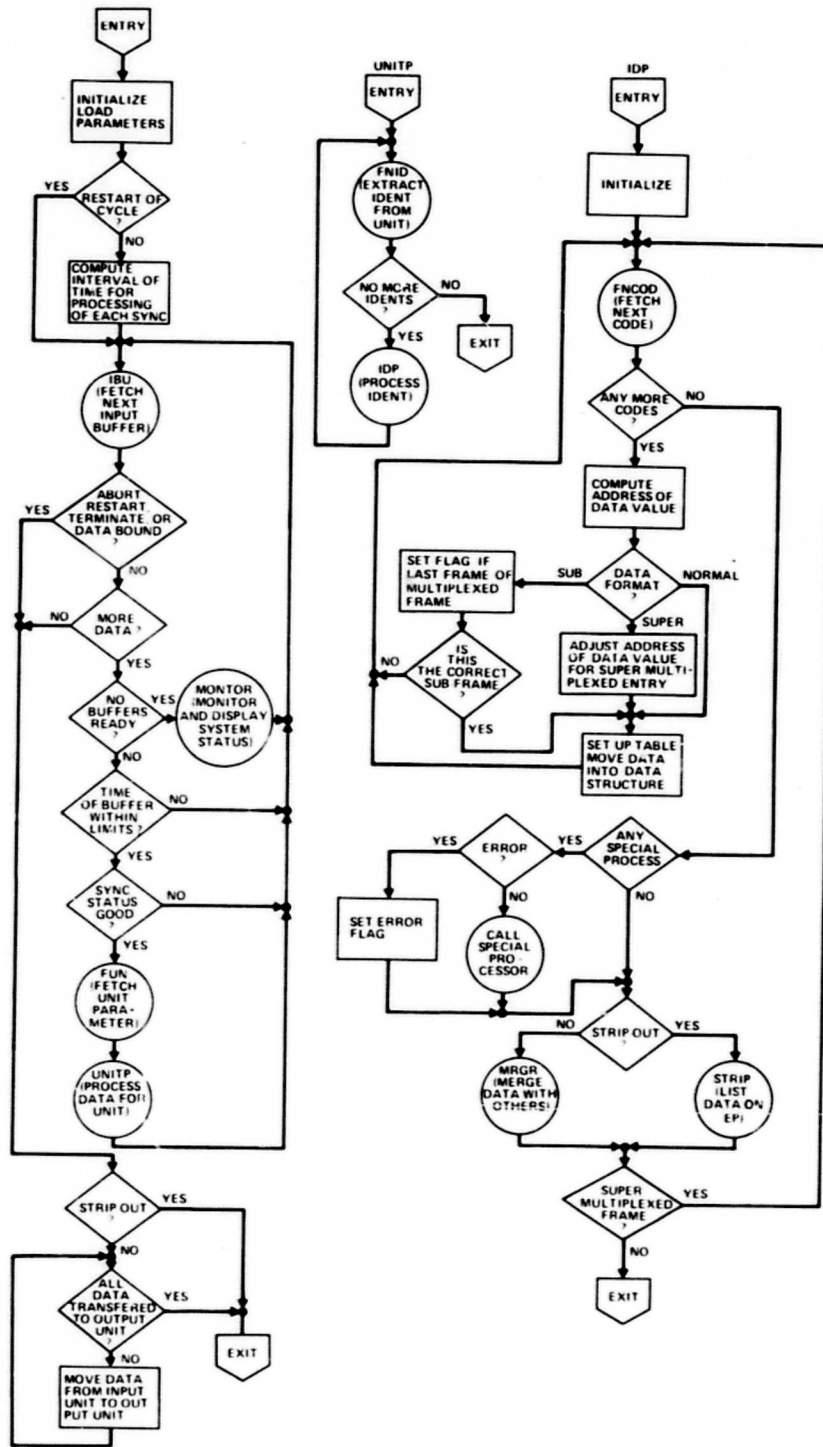 ENTRY
INITIALIZE
LOAD
PARAMETERS
YES
RESTART OF
CYCLE
?
NO
COMPUTE
INTERVAL OF
TIME FOR
PROCESSING
OF EACH SYNC
IBU
(FETCH
NEXT
INPUT
BUFFER)
YES
ABORT
RESTART,
TERMINATE, OR
DATA BOUND
?
NO
NO
MORE
DATA ?
YES
NO
BUFFERS
READY
?
YES
MONTOR
(MONITOR
AND DISPLAY
SYSTEM
STATUS)
NO
TIME
OF BUFFER
WITHIN
LIMITS ?
NO
YES
SYNC
STATUS
GOOD ?
NO
YES
FUN
(FETCH
UNIT
PARA-
METER)
UNITP
(PROCESS
DATA FOR
UNIT)
STRIP OUT
?
YES
NO
ALL
DATA
TRANSFERED
TO OUTPUT
UNIT
?
YES
NO
MOVE DATA
FROM INPUT
UNIT TO OUT
PUT UNIT
EXIT
UNITP
ENTRY
FNID
(EXTRACT
IDENT
FROM
UNIT)
NO MORE
IDENTS
?
NO
EXIT
YES
IDP
(PROCESS
IDENT)
IDP
ENTRY
INITIALIZE
FNCOD
(FETCH
NEXT
CODE)
ANY MORE
CODES
?
NO
YES
COMPUTE
ADDRESS OF
DATA VALUE
SUB
DATA
FORMAT
?
NORMAL
SET FLAG IF
LAST FRAME OF
MULTIPLEXED
FRAME
SUPER
IS
THIS
THE CORRECT
SUB FRAME
?
NO
YES
ADJUST ADDRESS
OF DATA VALUE
FOR SUPER MULTI-
PLEXED ENTRY
SET UP TABLE
MOVE DATA
INTO DATA
STRUCTURE
YES
ERROR
?
YES
ANY
SPECIAL
PROCESS
NO
NO
SET ERROR
FLAG
CALL
SPECIAL
PRO-
CESSOR
NO
STRIP OUT
?
YES
MRGR
(MERGE
DATA WITH
OTHERS)
STRIP
(LIST
DATA ON
EP)
SUPER
MULTIPLEXED
FRAME
?
YES
NO
EXIT